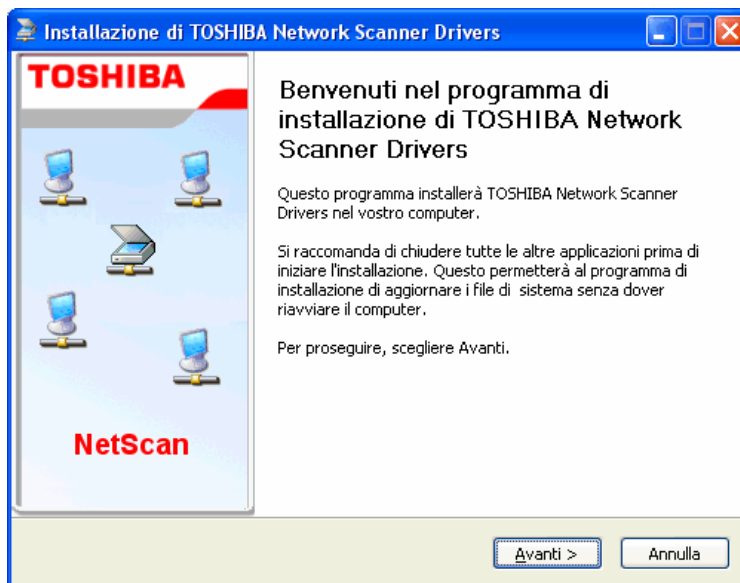 Installazione di TOSHIBA Network Scanner Drivers
TOSHIBA
NetScan
Benvenuti nel programma di
installazione di TOSHIBA Network
Scanner Drivers
Questo programma installerà TOSHIBA Network Scanner
Drivers nel vostro computer.
Si raccomanda di chiudere tutte le altre applicazioni prima di
iniziare l'installazione. Questo permetterà al programma di
installazione di aggiornare i file di sistema senza dover
riavviare il computer.
Per proseguire, scegliere Avanti.
Avanti >
Annulla